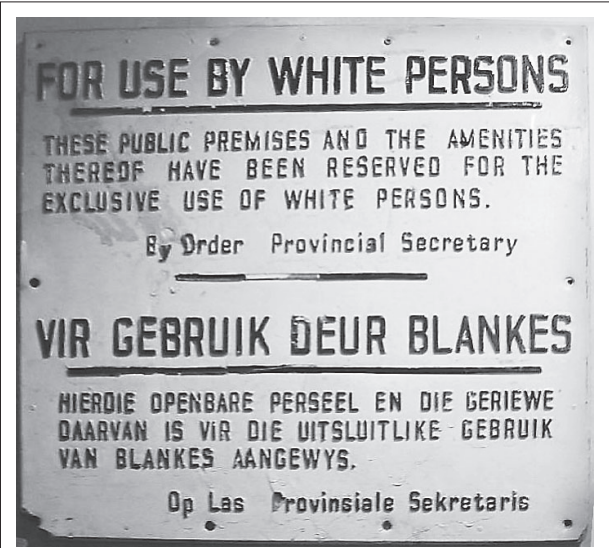 FOR USE BY WHITE PERSONS
THESE PUBLIC PREMISES AND THE AMENITIES
THEREOF HAVE BEEN RESERVED FOR THE
EXCLUSIVE USE OF WHITE PERSONS.
By Order Provincial Secretary
VIR GEBRUIK DEUR BLANKES
HIERDIE OPENBARE PERSEEL EN DIE GERIEWE
DAARVAN IS VIR DIE UITSLUITLIKE GEBRUIK
VAN BLANKES AANGEWYS.
Op Las Provinsiale Sekretaris